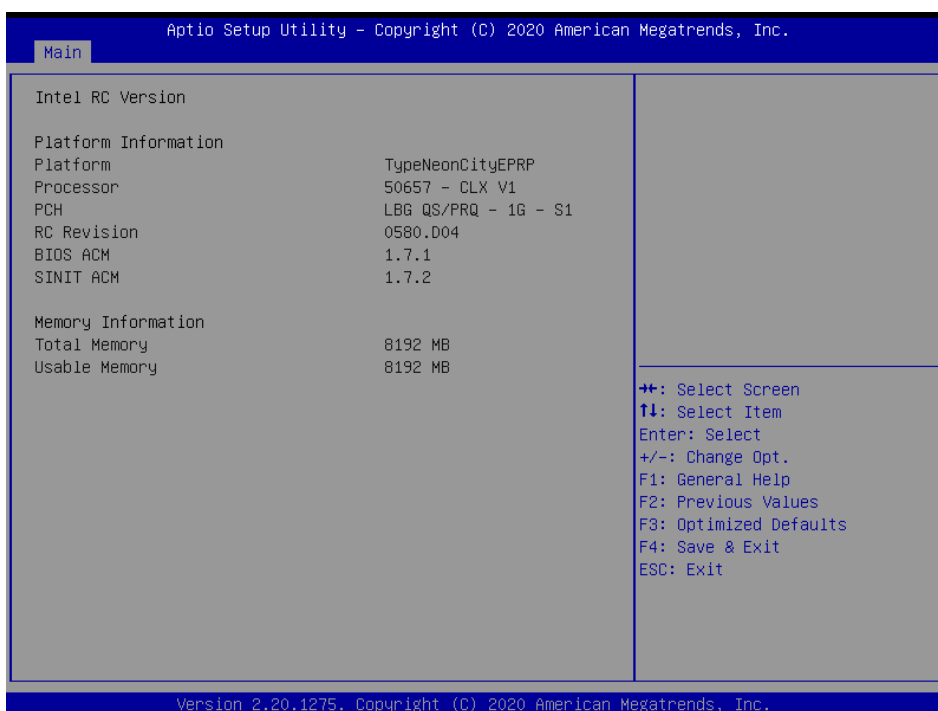 Aptio Setup Utility – Copyright (C) 2020 American Megatrends, Inc.
Main
Intel RC Version
Platform Information
Platform TypeNeonCityEPRP
Processor 50657 – CLX V1
PCH LBG QS/PRQ – 1G – S1
RC Revision 0580.D04
BIOS ACM 1.7.1
SINIT ACM 1.7.2
Memory Information
Total Memory 8192 MB
Usable Memory 8192 MB
→←: Select Screen
↑↓: Select Item
Enter: Select
+/-: Change Opt.
F1: General Help
F2: Previous Values
F3: Optimized Defaults
F4: Save & Exit
ESC: Exit
Version 2.20.1275. Copyright (C) 2020 American Megatrends, Inc.